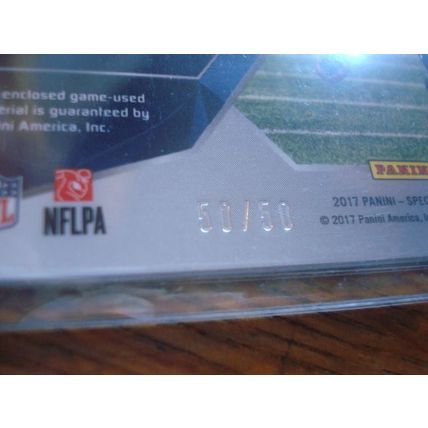 enclosed game-used
erial is guaranteed by
ini America, Inc.
PANINI
NFLPA
50/50
2017 PANINI – SPEC
© 2017 Panini America, I